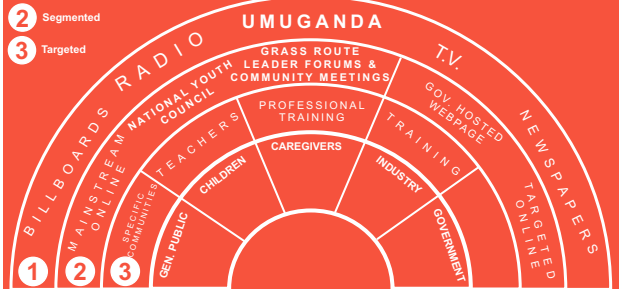 2 Segmented
3 Targeted
BILLBOARDS
RADIO
UMUGANDA
T.V.
NEWSPAPERS
MAINSTREAM
ONLINE
NATIONAL YOUTH
COUNCIL
GRASS ROUTE
LEADER FORUMS &
COMMUNITY MEETINGS
GOV. HOSTED
WEBPAGE
TARGETED
ONLINE
SPECIFIC
COMMUNITIES
TEACHERS
PROFESSIONAL
TRAINING
TRAINING
GEN. PUBLIC
CHILDREN
CAREGIVERS
INDUSTRY
GOVERNMENT
1
2
3